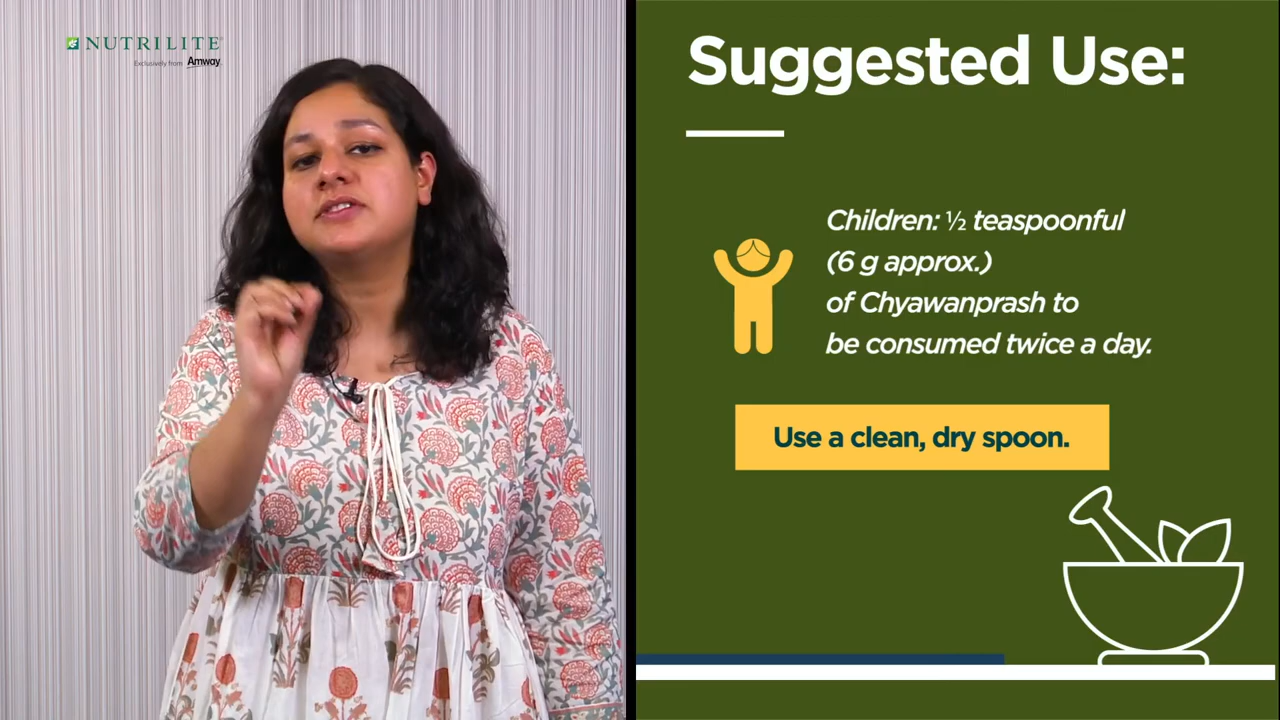 NUTRILITE
Exclusively from Amway
Suggested Use:
Children: ½ teaspoonful
(6 g approx.)
of Chyawanprash to
be consumed twice a day.
Use a clean, dry spoon.